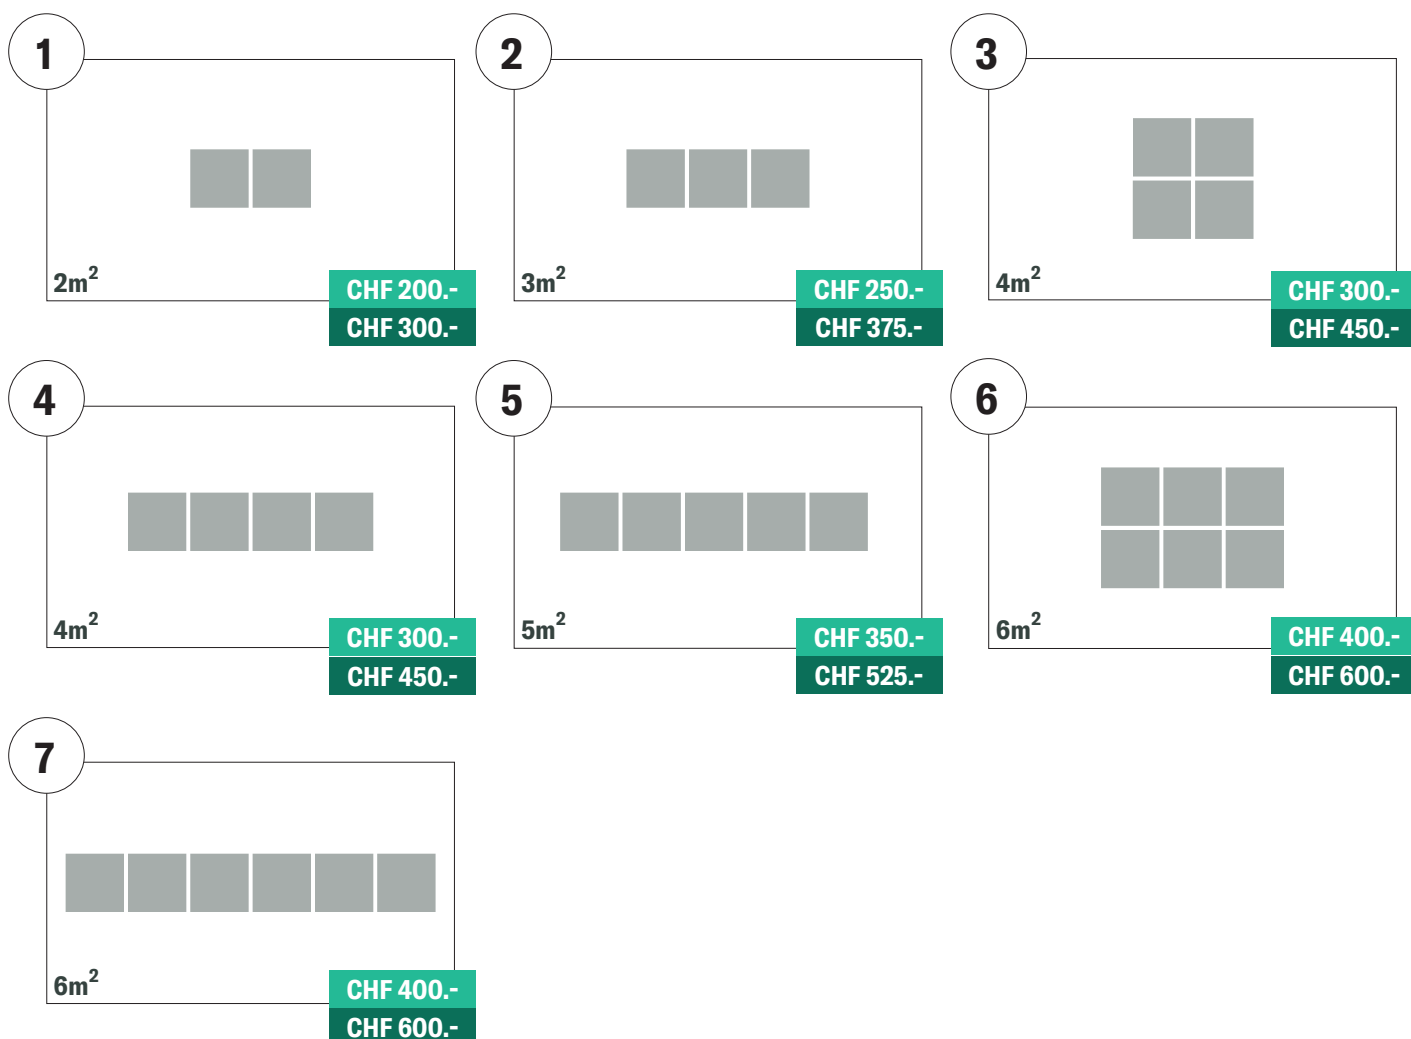 1
2m²
CHF 200.-
CHF 300.-
2
3m²
CHF 250.-
CHF 375.-
3
4m²
CHF 300.-
CHF 450.-
4
4m²
CHF 300.-
CHF 450.-
5
5m²
CHF 350.-
CHF 525.-
6
6m²
CHF 400.-
CHF 600.-
7
6m²
CHF 400.-
CHF 600.-